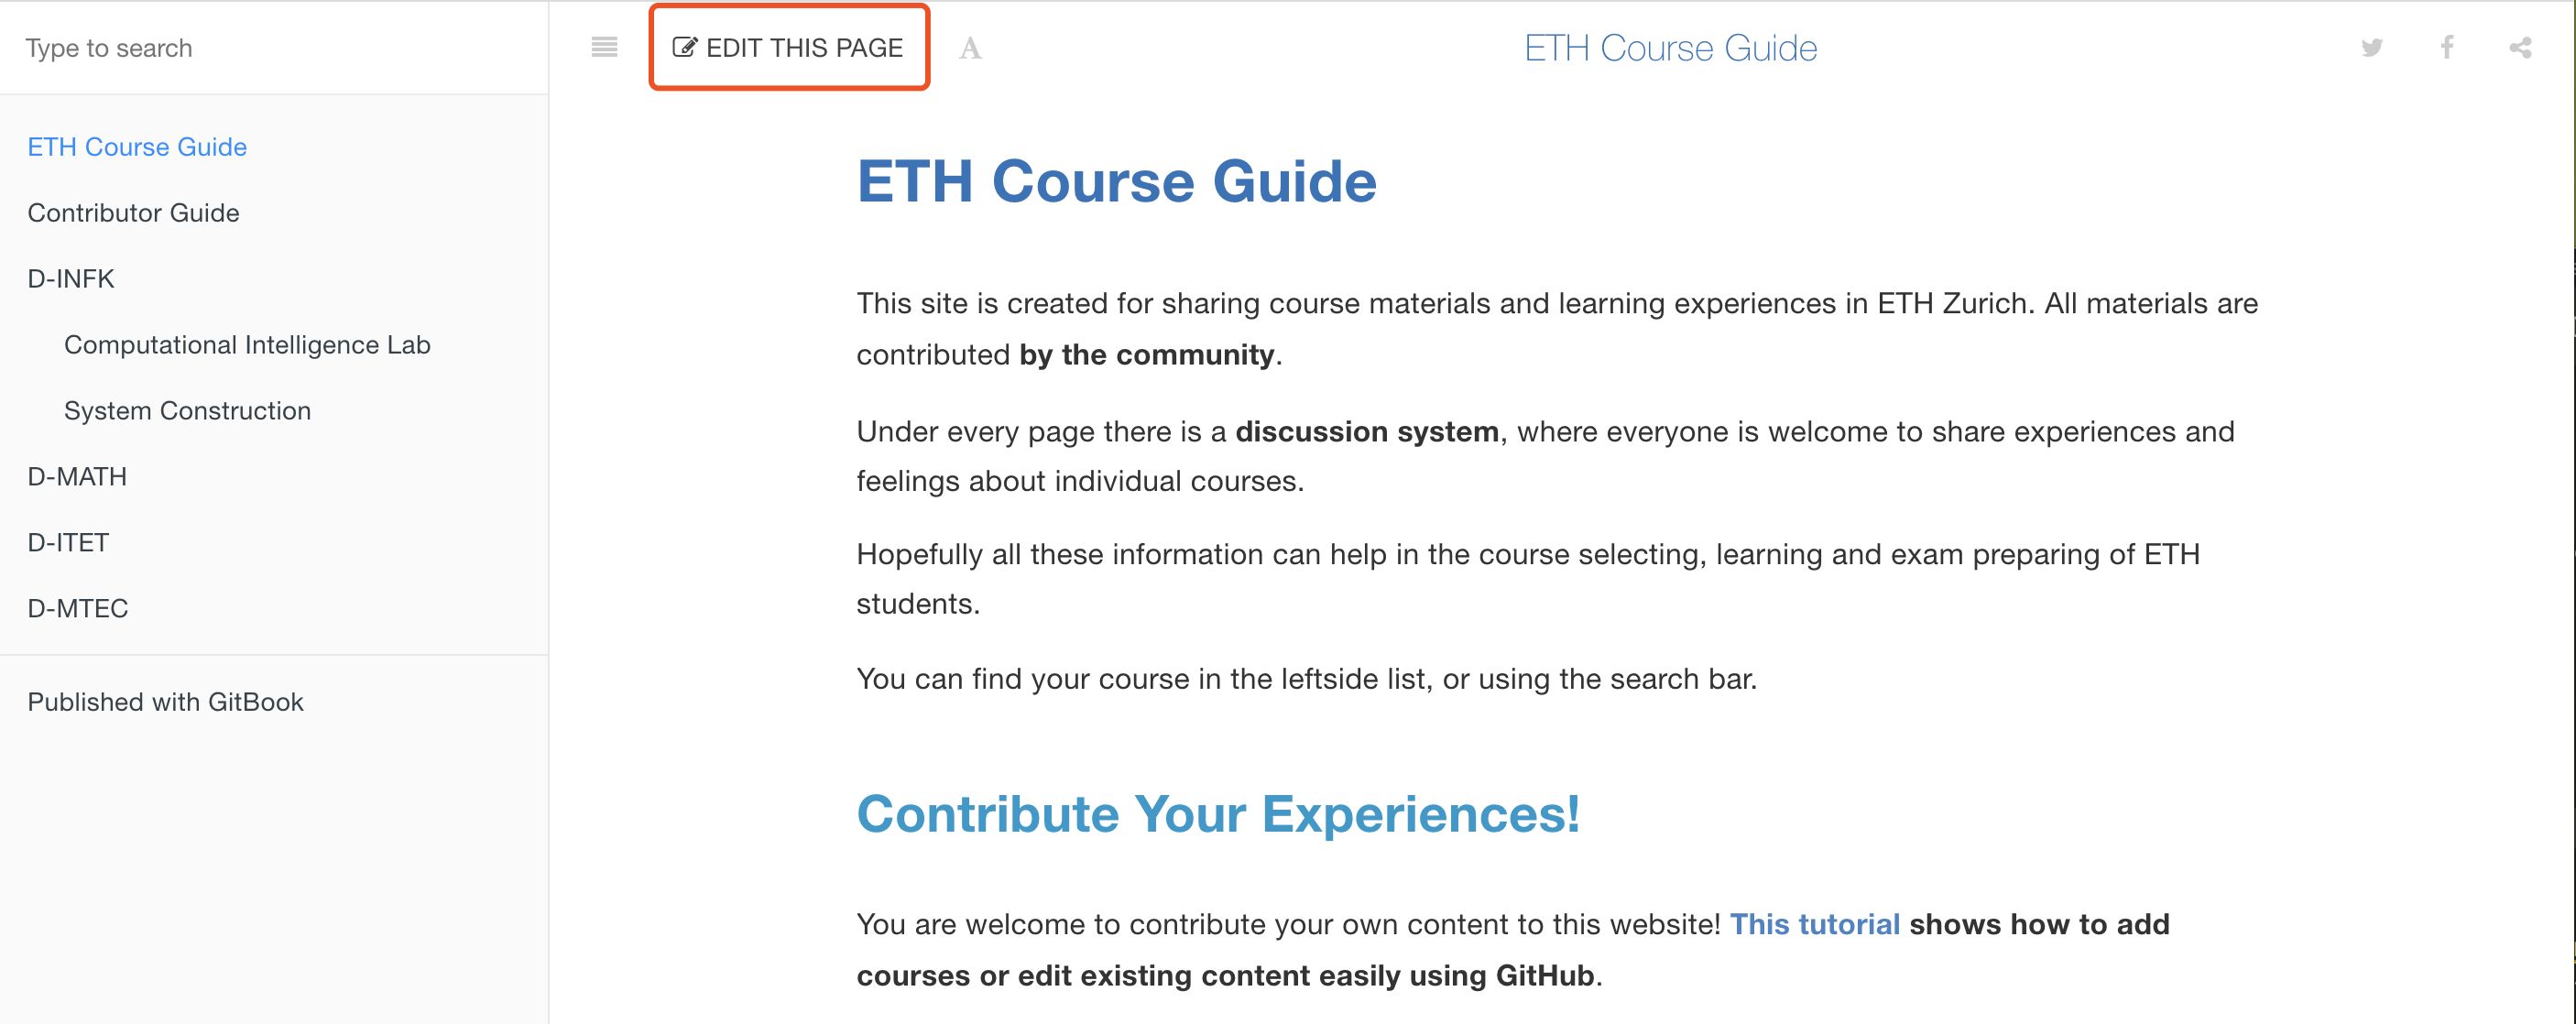 Type to search
EDIT THIS PAGE
A
ETH Course Guide
ETH Course Guide
Contributor Guide
D-INFK
Computational Intelligence Lab
System Construction
D-MATH
D-ITET
D-MTEC
Published with GitBook
ETH Course Guide
This site is created for sharing course materials and learning experiences in ETH Zurich. All materials are
contributed by the community.
Under every page there is a discussion system, where everyone is welcome to share experiences and
feelings about individual courses.
Hopefully all these information can help in the course selecting, learning and exam preparing of ETH
students.
You can find your course in the leftside list, or using the search bar.
Contribute Your Experiences!
You are welcome to contribute your own content to this website! This tutorial shows how to add
courses or edit existing content easily using GitHub.